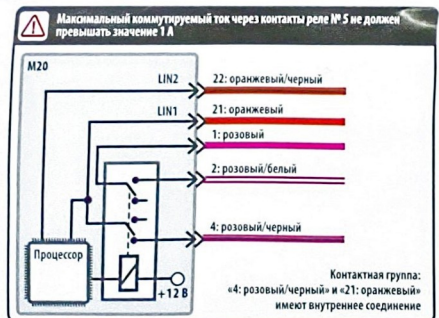 Максимальный коммутируемый ток через контакты реле № 5 не должен
превышать значение 1 А
M20
LIN2
22: оранжевый/черный
LIN1
21: оранжевый
1: розовый
2: розовый/белый
4: розовый/черный
Процессор
+12 В
Контактная группа:
«4: розовый/черный» и «21: оранжевый»
имеют внутреннее соединение